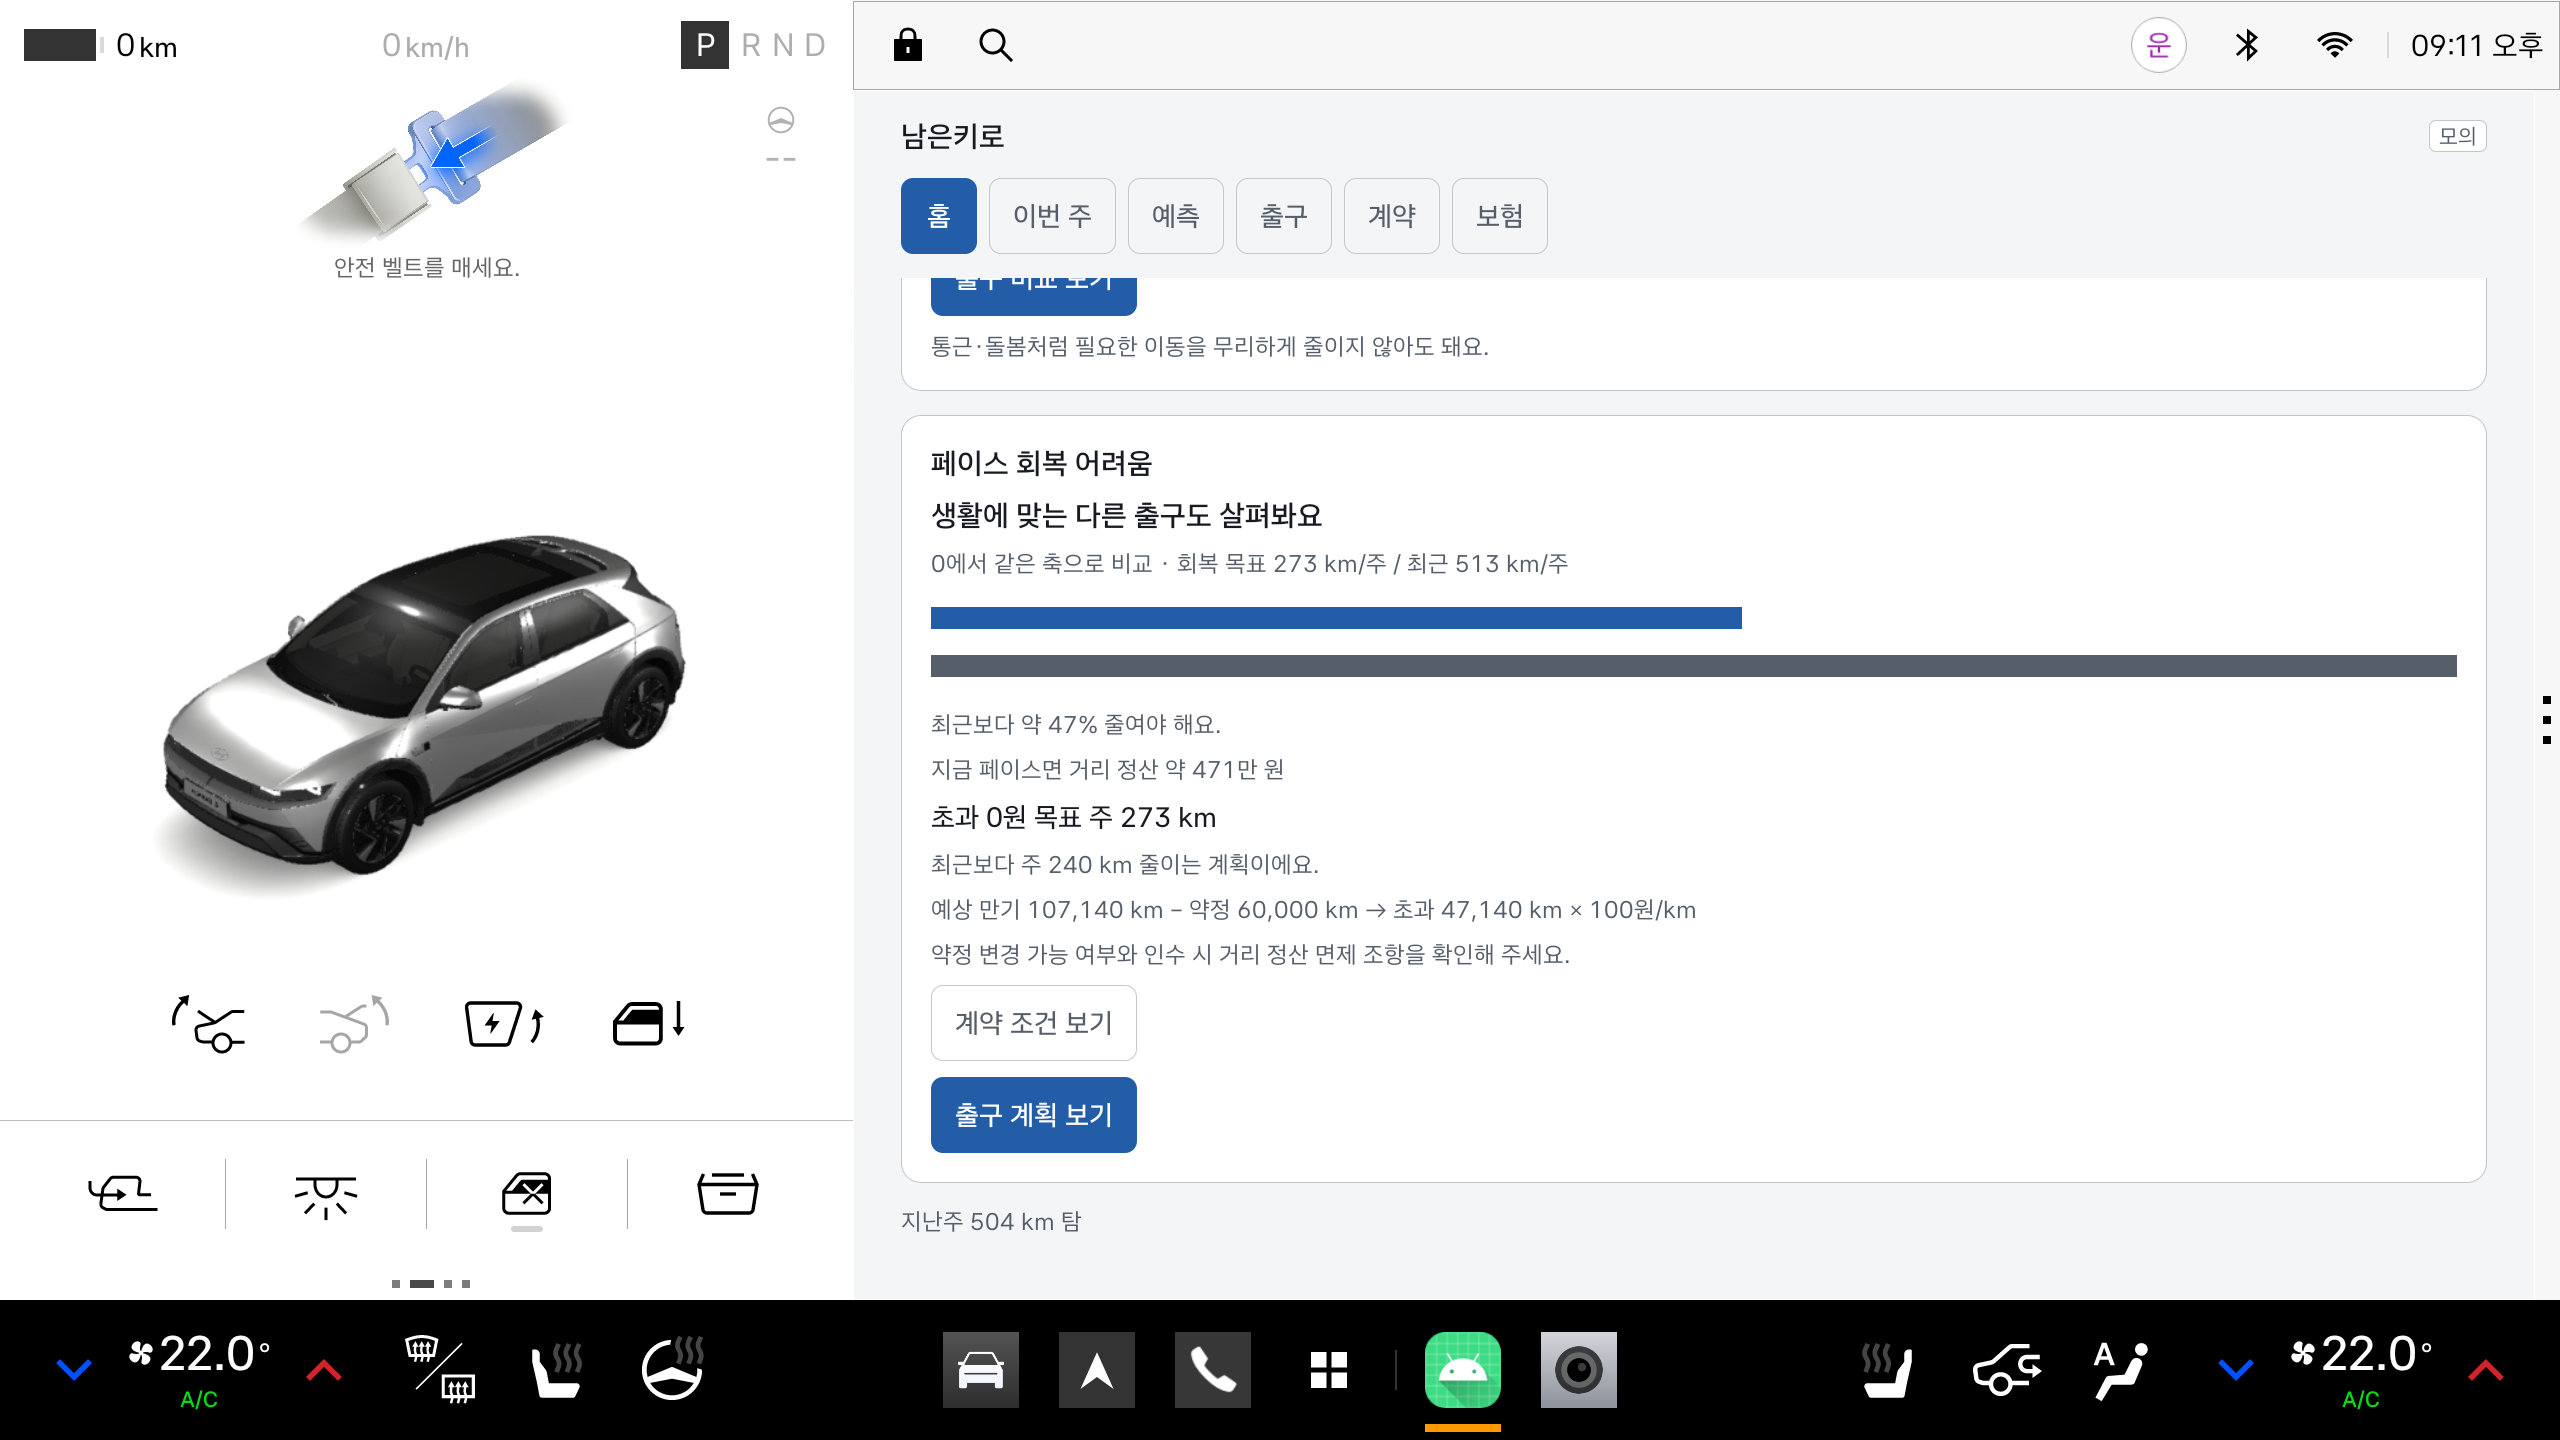 0 km
0 km/h
P R N D
운
09:11 오후
안전 벨트를 매세요.
남은키로
모의
홈
이번 주
예측
출구
계약
보험
출구 비교 보기
통근·돌봄처럼 필요한 이동을 무리하게 줄이지 않아도 돼요.
페이스 회복 어려움
생활에 맞는 다른 출구도 살펴봐요
0에서 같은 축으로 비교 · 회복 목표 273 km/주 / 최근 513 km/주
최근보다 약 47% 줄여야 해요.
지금 페이스면 거리 정산 약 471만 원
초과 0원 목표 주 273 km
최근보다 주 240 km 줄이는 계획이에요.
예상 만기 107,140 km − 약정 60,000 km → 초과 47,140 km × 100원/km
약정 변경 가능 여부와 인수 시 거리 정산 면제 조항을 확인해 주세요.
계약 조건 보기
출구 계획 보기
지난주 504 km 탐
22.0°
A/C
A
22.0°
A/C